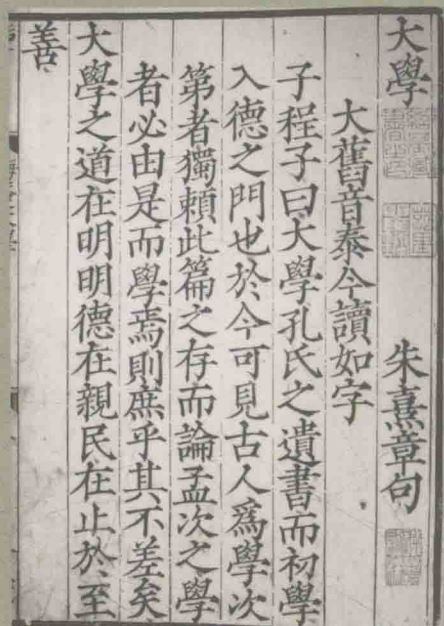 大學 朱熹章句
大舊音泰今讀如字
子程子曰大學孔氏之遺書而初學
入德之門也於今可見古人爲學次
第者獨賴此篇之存而論孟次之學
者必由是而學焉則庶乎其不差矣
大學之道在明明德在親民在止於至
善